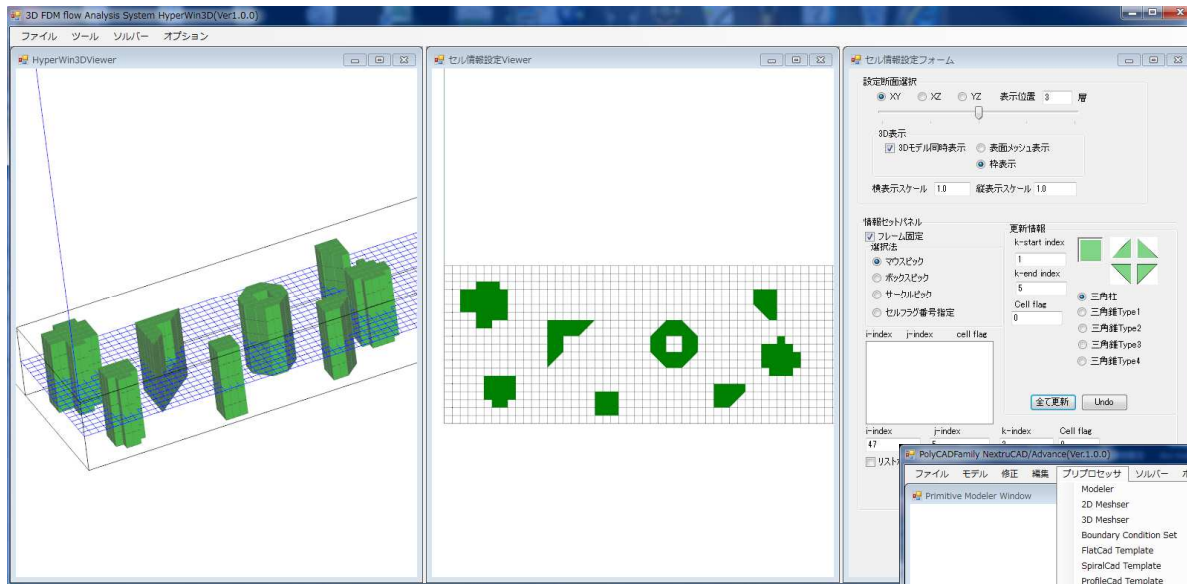 3D FDM flow Analysis System HyperWin3D(Ver1.0.0)
ファイル ツール ソルバー オプション
HyperWin3DViewer
セル情報設定Viewer
セル情報設定フォーム
設定断面選択
XY XZ YZ 表示位置 3 層
3D表示
3Dモデル同時表示 表面メッシュ表示
枠表示
横表示スケール 1.0 縦表示スケール 1.0
情報セットパネル
フレーム固定
選択法
マウスピック
ボックスピック
サークルピック
セルフラグ番号指定
更新情報
k-start index
1
k-end index
5
Cell flag
0
三角柱
三角錐Type1
三角錐Type2
三角錐Type3
三角錐Type4
i-index j-index cell flag
全て更新 Undo
i-index j-index k-index Cell flag
47
PolyCADFamily NextruCAD/Advance(Ver.1.0.0)
ファイル モデル 修正 編集 プリプロセッサ ソルバー
Primitive Modeler Window
Modeler
2D Meshser
3D Meshser
Boundary Condition Set
FlatCad Template
SpiralCad Template
ProfileCad Template